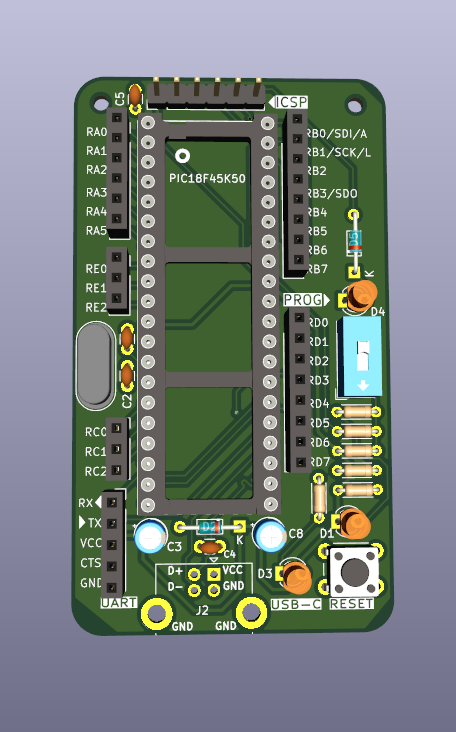 C5
ICSP
RA0
RA1
RA2
RA3
RA4
RA5
PIC18F45K50
RB0/SDI/A
RB1/SCK/L
RB2
RB3/SDO
RB4
RB5
RB6
RB7
D5
K
RE0
RE1
RE2
PROG
D4
RD0
RD1
RD2
RD3
RD4
RD5
RD6
RD7
C2
RC0
RC1
RC2
RX
TX
VCC
CTS
GND
UART
C3
D2
K
C4
C8
D1
D+
D-
VCC
GND
J2
GND
GND
D3
USB-C
RESET